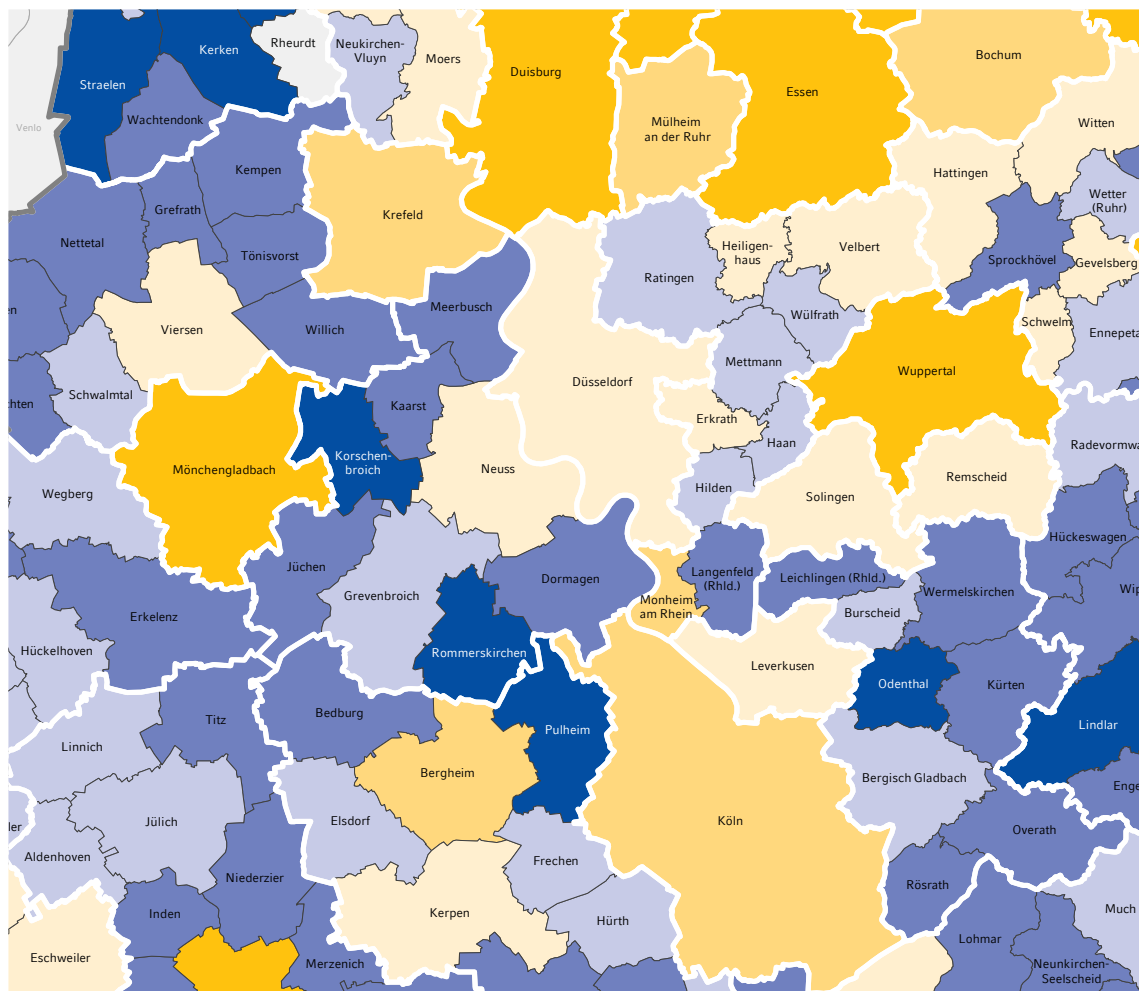 Kerken
Rheurdt
Neukirchen-
Vluyn
Moers
Duisburg
Bochum
Straelen
Essen
Venlo
Wachtendonk
Mülheim
an der Ruhr
Witten
Kempen
Hattingen
Wetter
(Ruhr)
Grefrath
Krefeld
Nettetal
Tönisvorst
Heiligen-
haus
Velbert
Sprockhövel
Gevelsberg
Ratingen
en
Viersen
Willich
Meerbusch
Wülfrath
Schwelm
Ennepeta
Mettmann
Wuppertal
Düsseldorf
Schwalmtal
chten
Kaarst
Erkrath
Haan
Radevormwa
Korschen-
broich
Mönchengladbach
Neuss
Remscheid
Wegberg
Hilden
Solingen
Hückeswagen
Jüchen
Dormagen
Langenfeld
(Rhld.)
Leichlingen (Rhld.)
Wip
Grevenbroich
Monheim
am Rhein
Wermelskirchen
Burscheid
Erkelenz
Hückelhoven
Rommerskirchen
Leverkusen
Odenthal
Kürten
Titz
Bedburg
Pulheim
Lindlar
Linnich
Bergheim
Bergisch Gladbach
Enge
Jülich
Elsdorf
Köln
ler
Overath
Aldenhoven
Frechen
Niederzier
Rösrath
Inden
Kerpen
Hürth
Much
Lohmar
Eschweiler
Merzenich
Neunkirchen-
Seelscheid